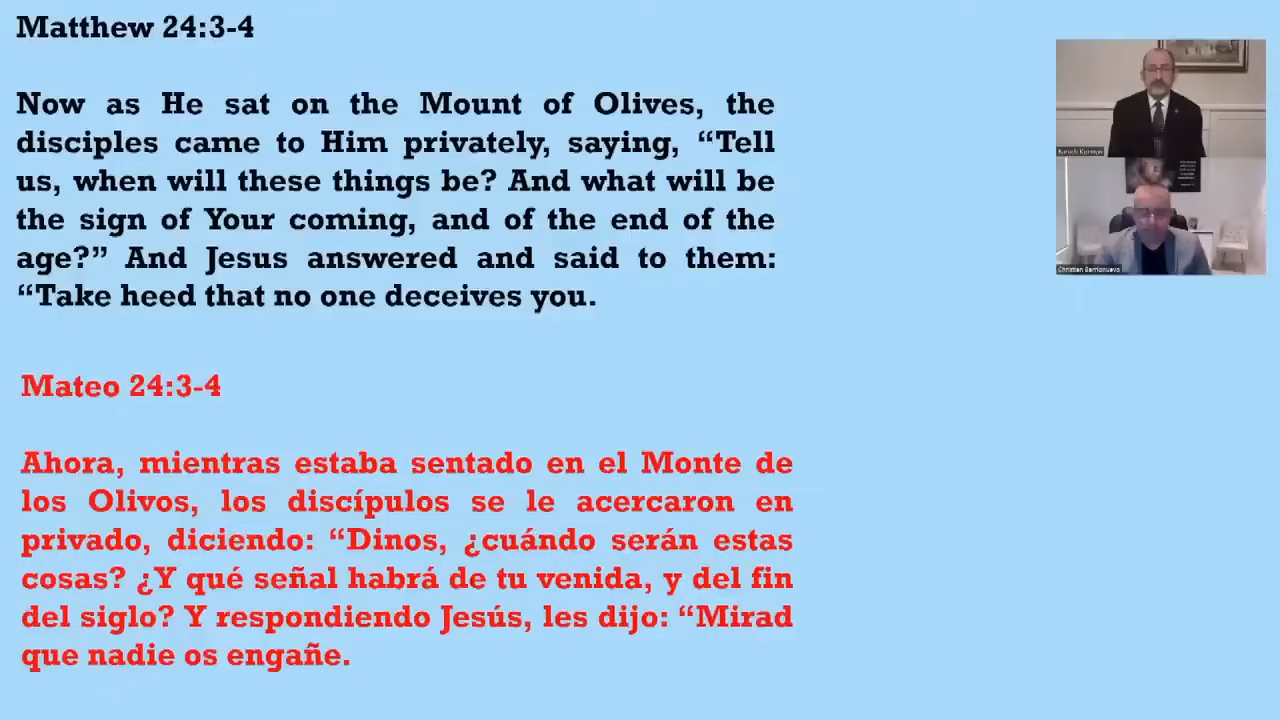 Matthew 24:3-4
Now as He sat on the Mount of Olives, the
disciples came to Him privately, saying, “Tell
us, when will these things be? And what will be
the sign of Your coming, and of the end of the
age?” And Jesus answered and said to them:
“Take heed that no one deceives you.
Mateo 24:3-4
Ahora, mientras estaba sentado en el Monte de
los Olivos, los discípulos se le acercaron en
privado, diciendo: “Dinos, ¿cuándo serán estas
cosas? ¿Y qué señal habrá de tu venida, y del fin
del siglo? Y respondiendo Jesús, les dijo: “Mirad
que nadie os engañe.
Baruch Korman
Christian Barrionuevo